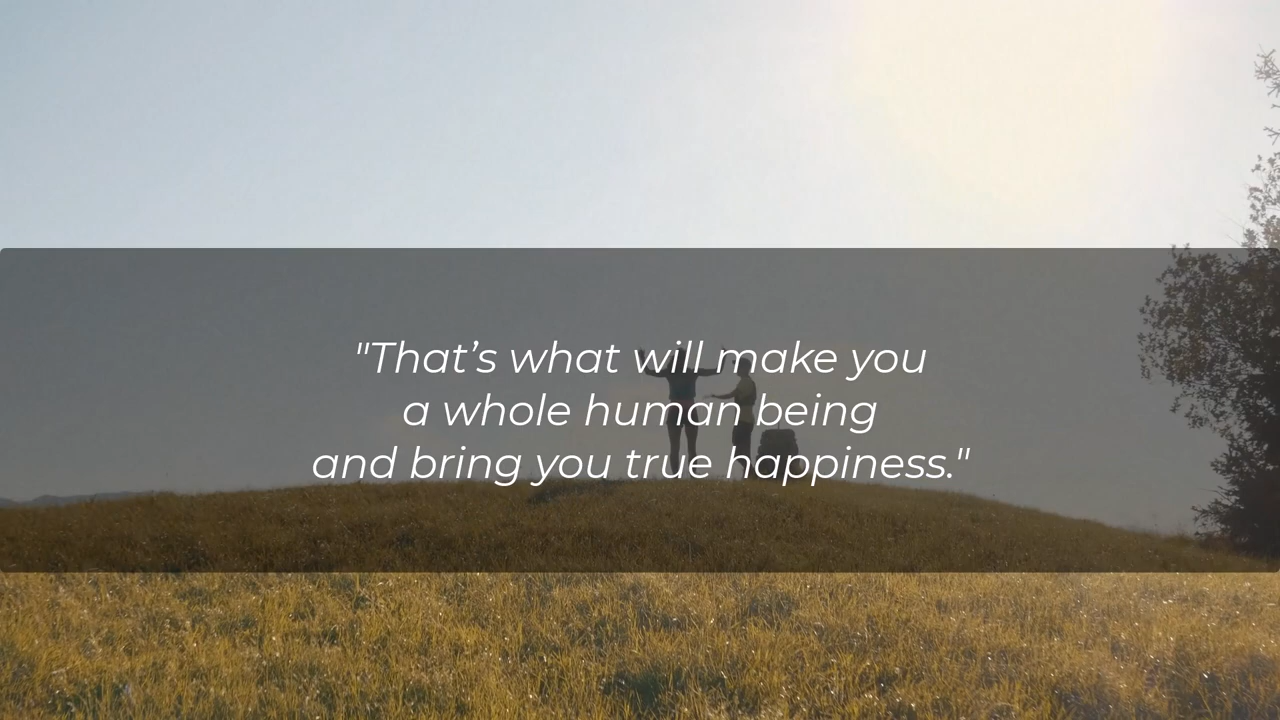 "That’s what will make you
a whole human being
and bring you true happiness."